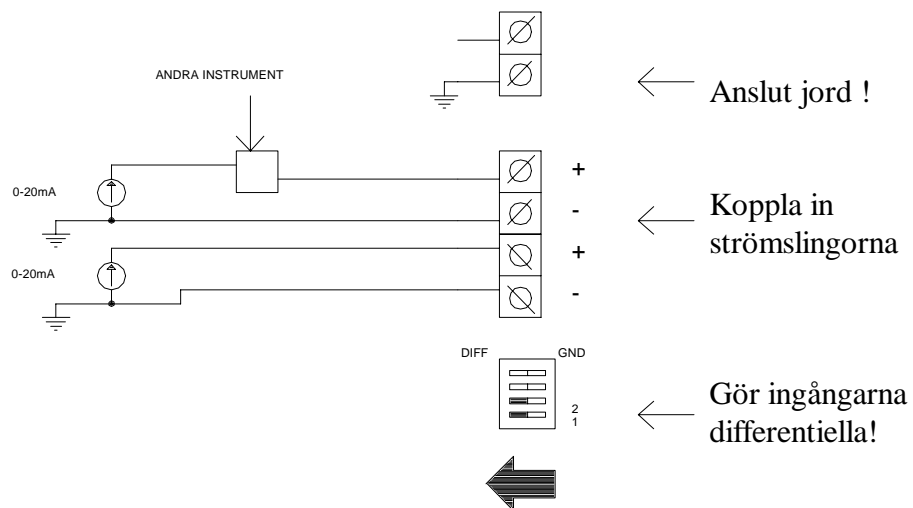 ANDRA INSTRUMENT
Anslut jord !
0-20mA
+
-
+
-
Koppla in
strömslingorna
0-20mA
DIFF GND
2
1
Gör ingångarna
differentiella!